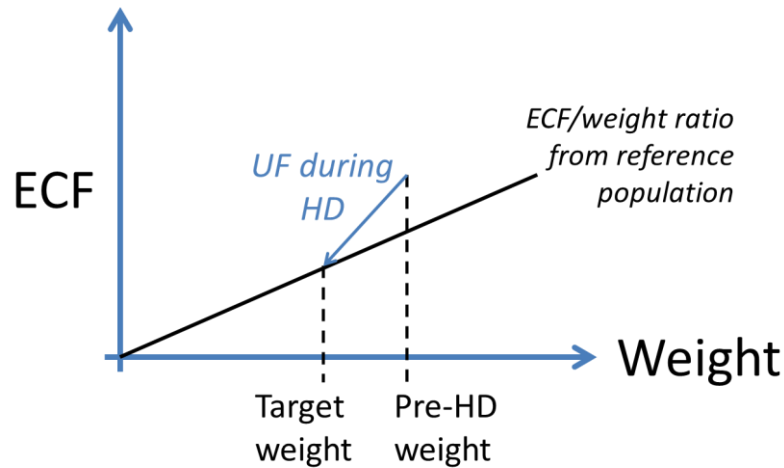 ECF/weight ratio
from reference
population
UF during
HD
ECF
Weight
Target
weight
Pre-HD
weight